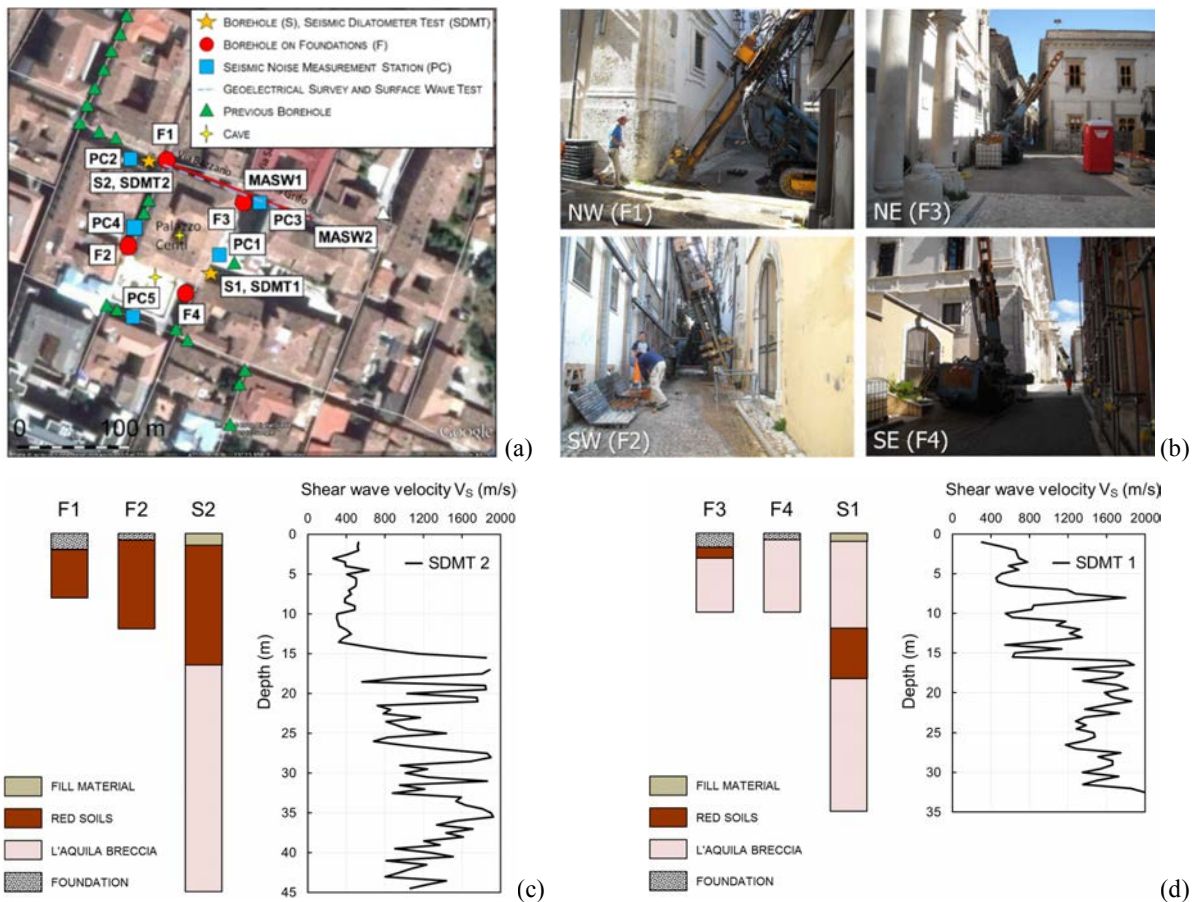 BOREHOLE (S), SEISMIC DILATOMETER TEST (SDMT)
BOREHOLE ON FOUNDATIONS (F)
SEISMIC NOISE MEASUREMENT STATION (PC)
GEOELECTRICAL SURVEY AND SURFACE WAVE TEST
PREVIOUS BOREHOLE
CAVE
F1
PC2
S2, SDMT2
MASW1
PC4
F3
PC3
Palazzo
Centi
PC1
MASW2
F2
PC5
S1, SDMT1
F4
0 100 m
Google
(a)
NW (F1)
NE (F3)
SW (F2)
SE (F4)
(b)
F1 F2 S2
Shear wave velocity VS (m/s)
0 400 800 1200 1600 2000
SDMT 2
Depth (m)
0
5
10
15
20
25
30
35
40
45
FILL MATERIAL
RED SOILS
L'AQUILA BRECCIA
FOUNDATION
(c)
F3 F4 S1
Shear wave velocity VS (m/s)
0 400 800 1200 1600 2000
SDMT 1
Depth (m)
0
5
10
15
20
25
30
35
FILL MATERIAL
RED SOILS
L'AQUILA BRECCIA
FOUNDATION
(d)